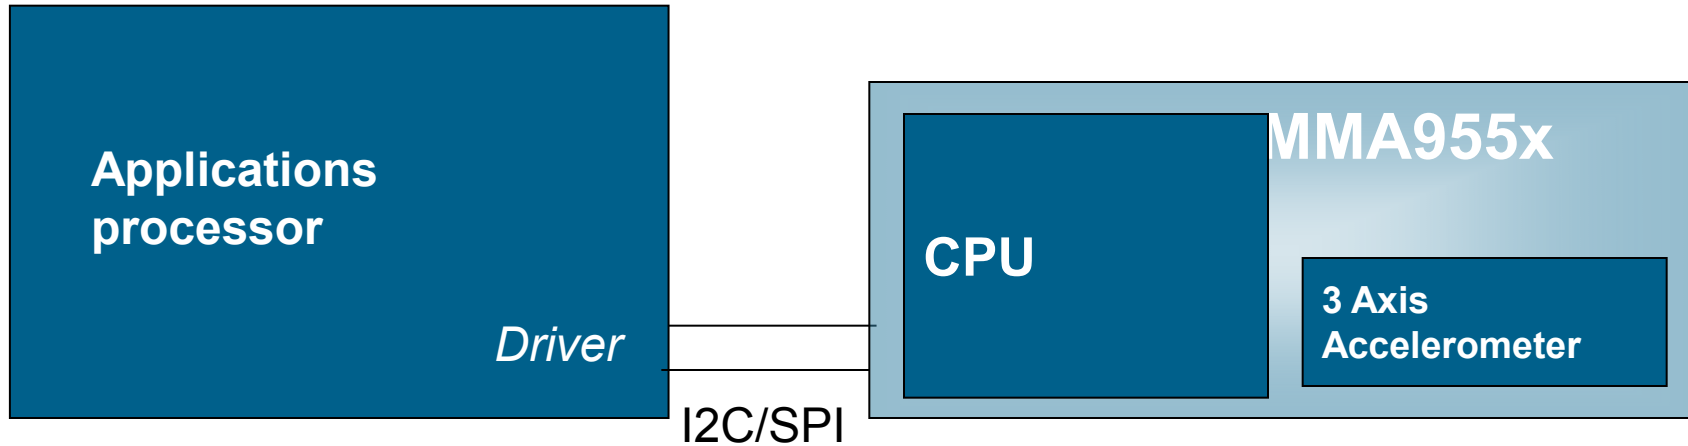 Applications
processor
Driver
I2C/SPI
MMA955x
CPU
3 Axis
Accelerometer